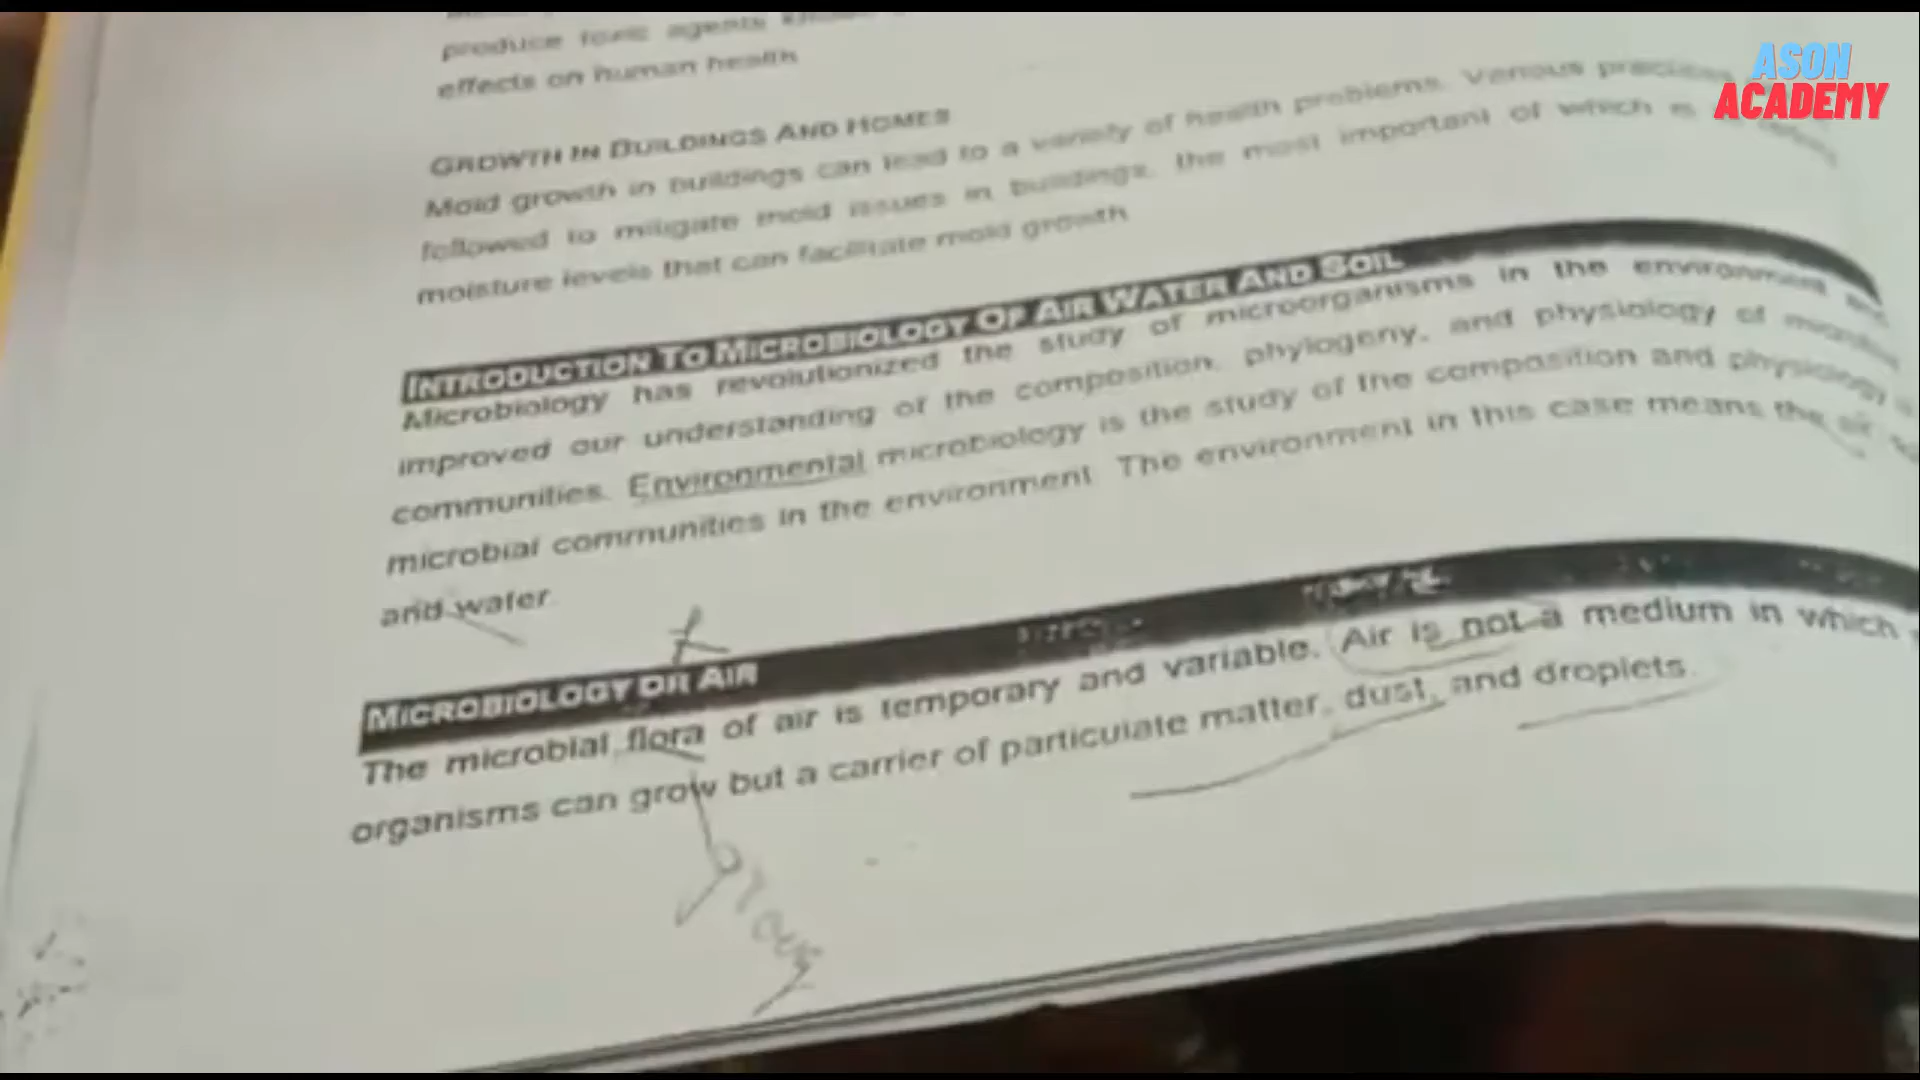 produce toxic agents
effects on human health
ASON
ACADEMY
GROWTH IN BUILDINGS AND HOMES
Mold growth in buildings can lead to a variety of health problems. Various practices
followed to mitigate mold issues in buildings, the most important of which is
moisture levels that can facilitate mold growth
INTRODUCTION TO MICROBIOLOGY OF AIR WATER AND SOIL
Microbiology has revolutionized the study of microorganisms in the environment and
improved our understanding of the composition, phylogeny, and physiology of microbial
communities. Environmental microbiology is the study of the composition and physiology
microbial communities in the environment. The environment in this case means the air
and water.
MICROBIOLOGY OR AIR
The microbial flora of air is temporary and variable. Air is not a medium in which
organisms can grow but a carrier of particulate matter, dust, and droplets.